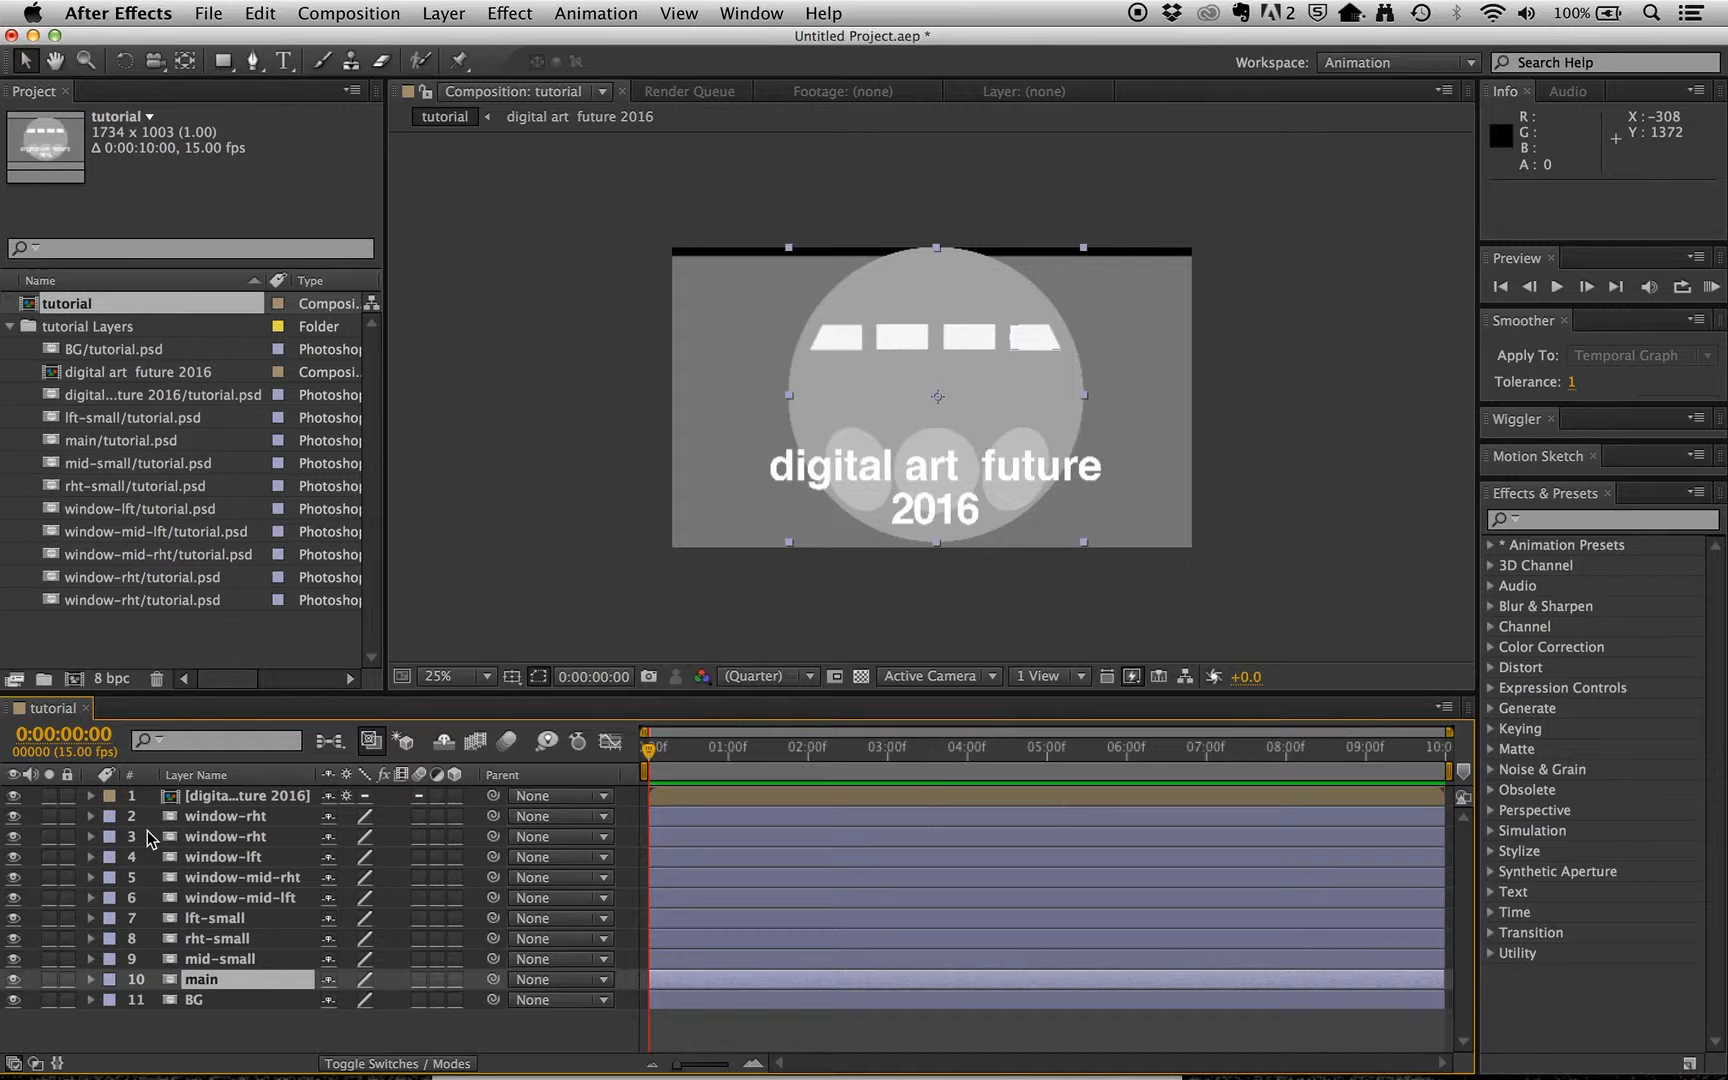 After Effects File Edit Composition Layer Effect Animation View Window Help 2 100%
Untitled Project.aep *
Workspace: Animation Search Help
Project
tutorial
1734 x 1003 (1.00)
Δ 0:00:10:00, 15.00 fps
Name Type
tutorial Composi.
tutorial Layers Folder
BG/tutorial.psd Photosho
digital art future 2016 Composi.
digital...ture 2016/tutorial.psd Photosho
lft-small/tutorial.psd Photosho
main/tutorial.psd Photosho
mid-small/tutorial.psd Photosho
rht-small/tutorial.psd Photosho
window-lft/tutorial.psd Photosho
window-mid-lft/tutorial.psd Photosho
window-mid-rht/tutorial.psd Photosho
window-rht/tutorial.psd Photosho
window-rht/tutorial.psd Photosho
8 bpc
Composition: tutorial Render Queue Footage: (none) Layer: (none)
tutorial digital art future 2016
digital art future
2016
25% 0:00:00:00 (Quarter) Active Camera 1 View +0.0
Info Audio
R : X : -308
G : Y : 1372
B :
A : 0
Preview
Smoother
Apply To: Temporal Graph
Tolerance: 1
Wiggler
Motion Sketch
Effects & Presets
* Animation Presets
3D Channel
Audio
Blur & Sharpen
Channel
Color Correction
Distort
Expression Controls
Generate
Keying
Matte
Noise & Grain
Obsolete
Perspective
Simulation
Stylize
Synthetic Aperture
Text
Time
Transition
Utility
tutorial
0:00:00:00
00000 (15.00 fps)
:00f 01:00f 02:00f 03:00f 04:00f 05:00f 06:00f 07:00f 08:00f 09:00f 10:0
# Layer Name fx Parent
1 [digita...ture 2016] None
2 window-rht None
3 window-rht None
4 window-lft None
5 window-mid-rht None
6 window-mid-lft None
7 lft-small None
8 rht-small None
9 mid-small None
10 main None
11 BG None
Toggle Switches / Modes